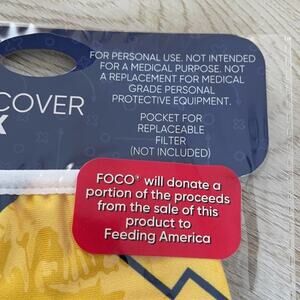 FOR PERSONAL USE. NOT INTENDED
FOR A MEDICAL PURPOSE. NOT
A REPLACEMENT FOR MEDICAL
GRADE PERSONAL
PROTECTIVE EQUIPMENT.
COVER
K
POCKET FOR
REPLACEABLE
FILTER
(NOT INCLUDED)
FOCO® will donate a
portion of the proceeds
from the sale of this
product to
Feeding America